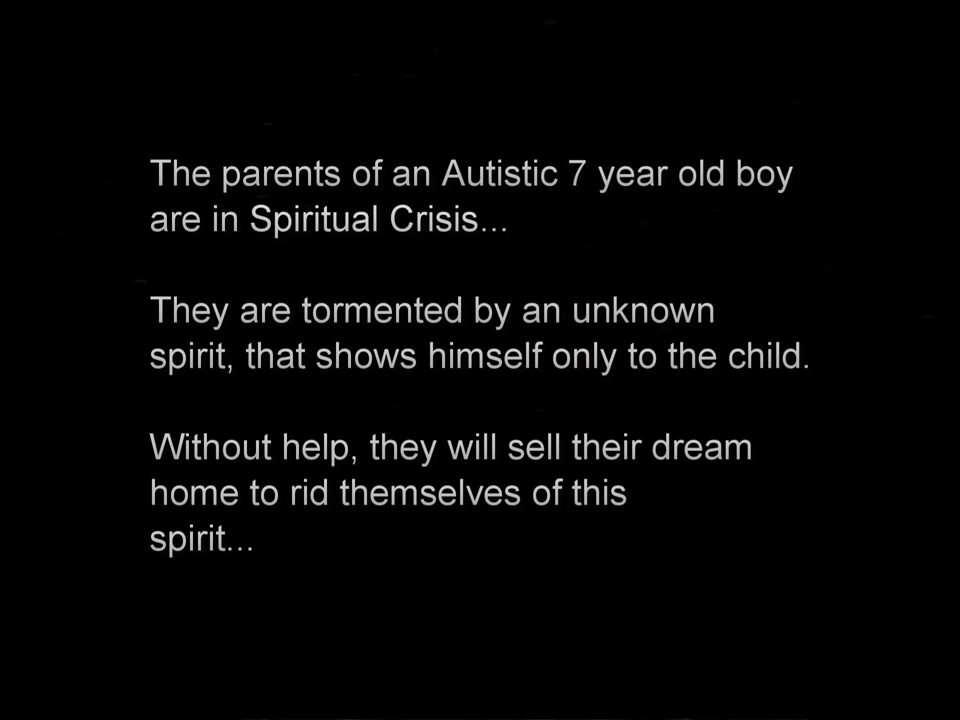 The parents of an Autistic 7 year old boy
are in Spiritual Crisis...
They are tormented by an unknown
spirit, that shows himself only to the child.
Without help, they will sell their dream
home to rid themselves of this
spirit...